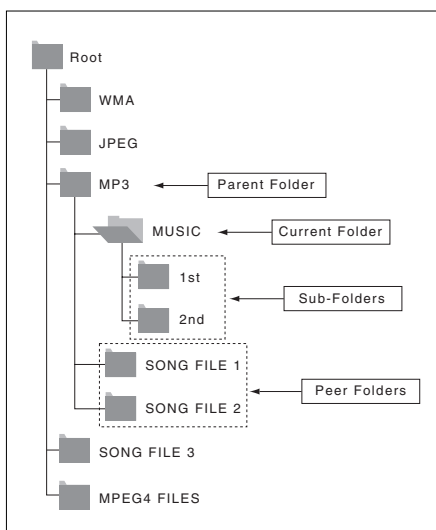 Root
WMA
JPEG
MP3
Parent Folder
MUSIC
Current Folder
1st
Sub-Folders
2nd
SONG FILE 1
Peer Folders
SONG FILE 2
SONG FILE 3
MPEG4 FILES